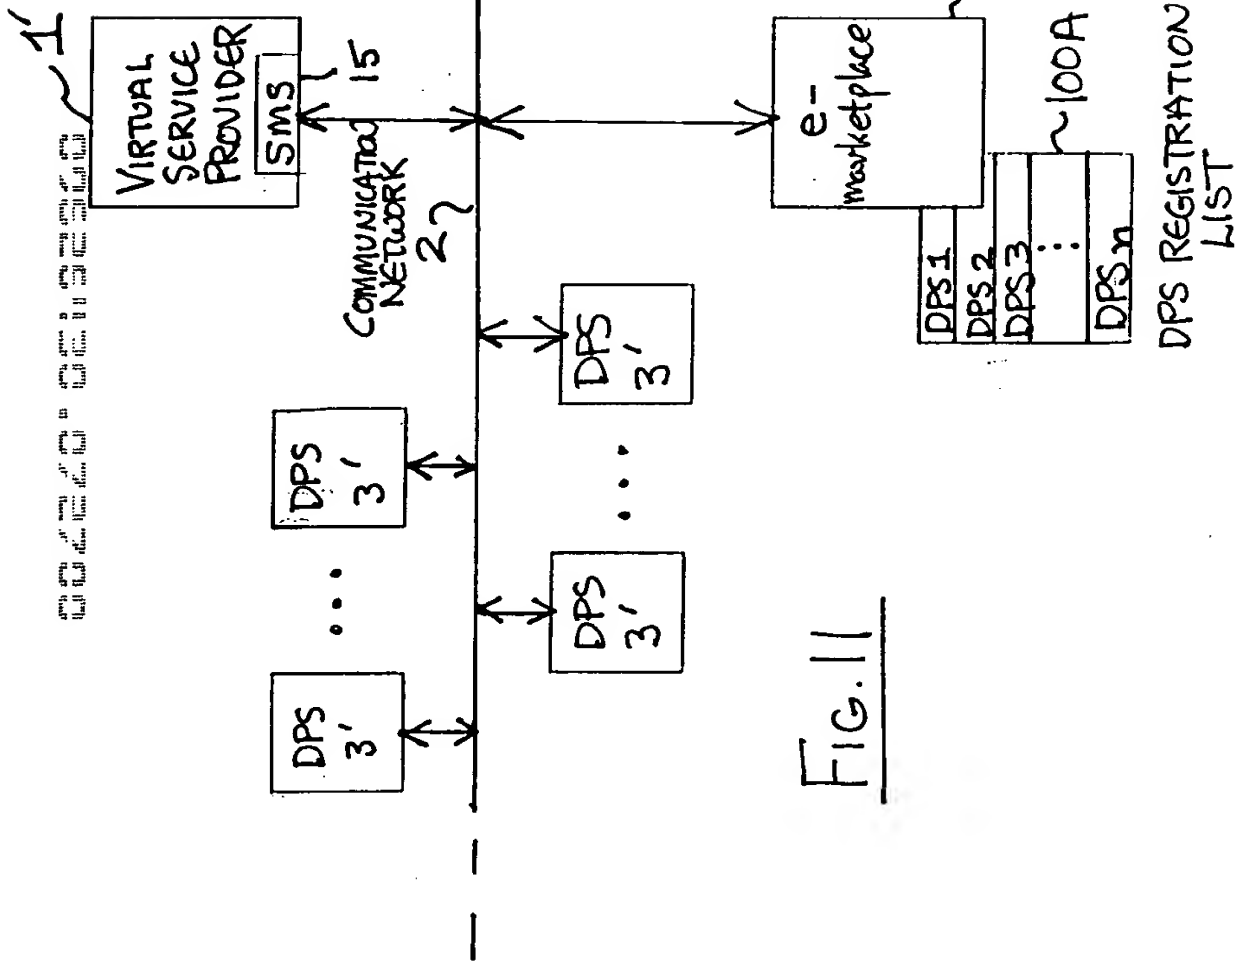 1'
VIRTUAL
SERVICE
PROVIDER
SMS
15
COMMUNICATION
NETWORK
2
e-
marketplace
100A
DPS 1
DPS 2
DPS 3
⋮
DPS n
DPS REGISTRATION
LIST
DPS
3'
DPS
3'
...
DPS
3'
...
DPS
3'
FIG. 11